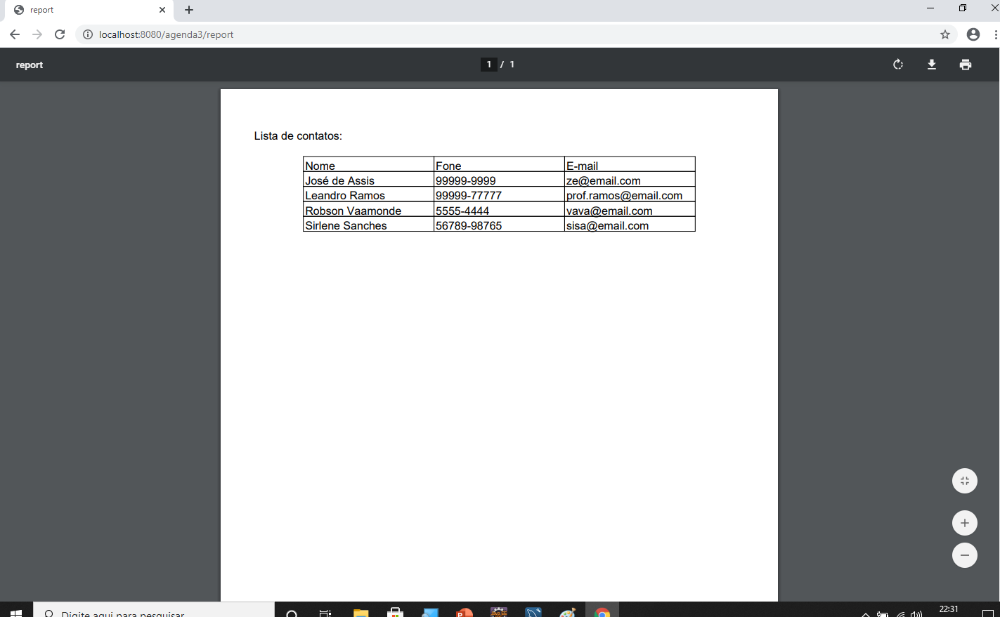 report
localhost:8080/agenda3/report
report
1 / 1
Lista de contatos:
Nome Fone E-mail
José de Assis 99999-9999 ze@email.com
Leandro Ramos 99999-77777 prof.ramos@email.com
Robson Vaamonde 5555-4444 vava@email.com
Sirlene Sanches 56789-98765 sisa@email.com
Digite aqui para pesquisar
22:31